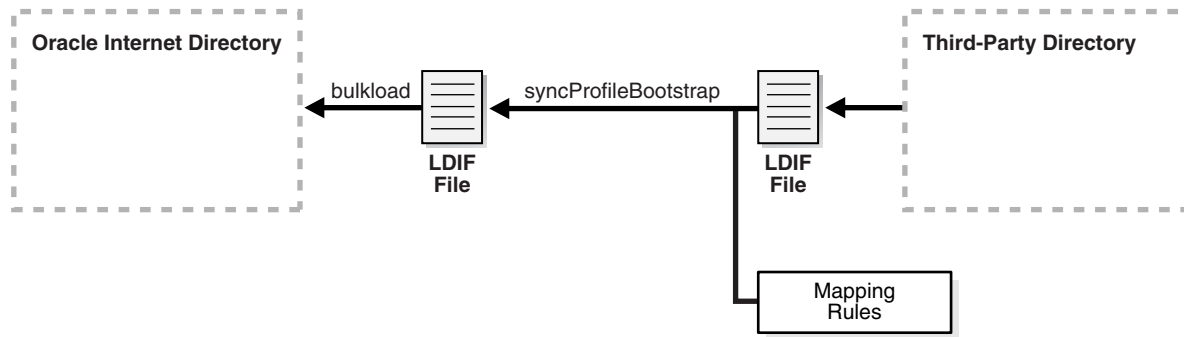 Oracle Internet Directory
Third-Party Directory
bulkload
syncProfileBootstrap
LDIF
File
LDIF
File
Mapping
Rules